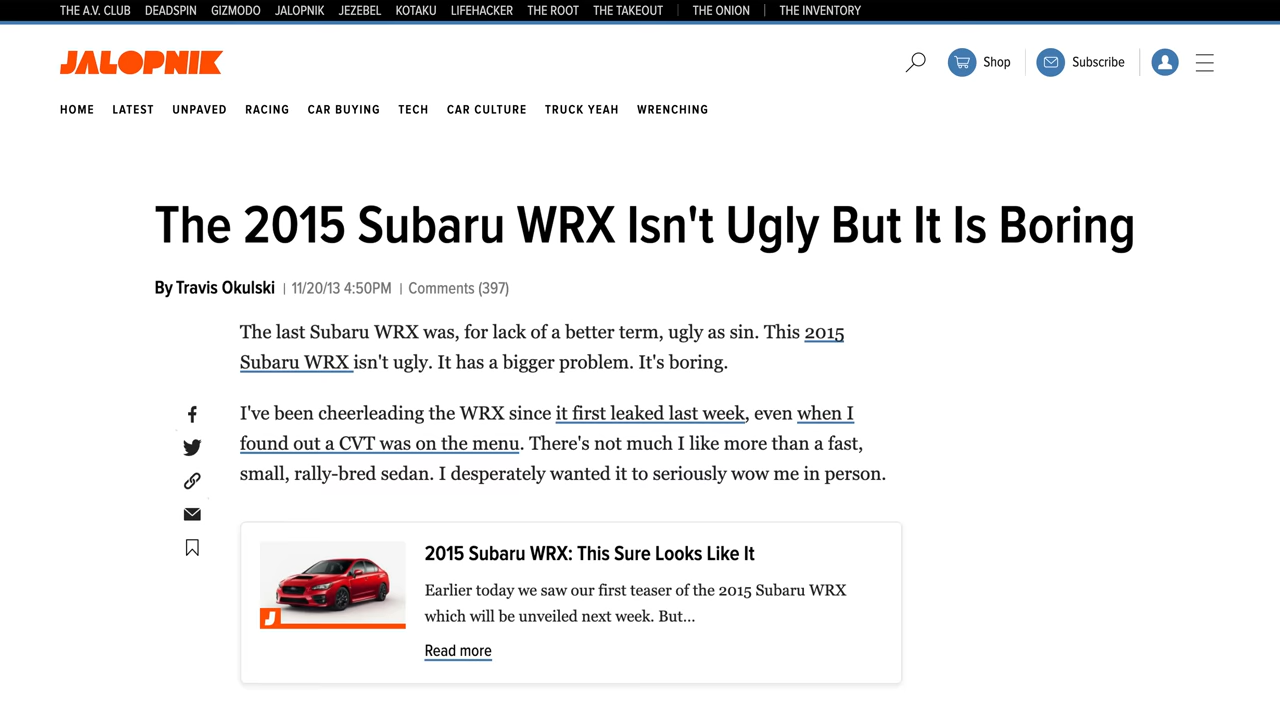 THE A.V. CLUB DEADSPIN GIZMODO JALOPNIK JEZEBEL KOTAKU LIFEHACKER THE ROOT THE TAKEOUT THE ONION THE INVENTORY
JALOPNIK Shop Subscribe
HOME LATEST UNPAVED RACING CAR BUYING TECH CAR CULTURE TRUCK YEAH WRENCHING
The 2015 Subaru WRX Isn't Ugly But It Is Boring
By Travis Okulski | 11/20/13 4:50PM | Comments (397)
The last Subaru WRX was, for lack of a better term, ugly as sin. This 2015
Subaru WRX isn't ugly. It has a bigger problem. It's boring.
I've been cheerleading the WRX since it first leaked last week, even when I
found out a CVT was on the menu. There's not much I like more than a fast,
small, rally-bred sedan. I desperately wanted it to seriously wow me in person.
2015 Subaru WRX: This Sure Looks Like It
Earlier today we saw our first teaser of the 2015 Subaru WRX
which will be unveiled next week. But...
J
Read more